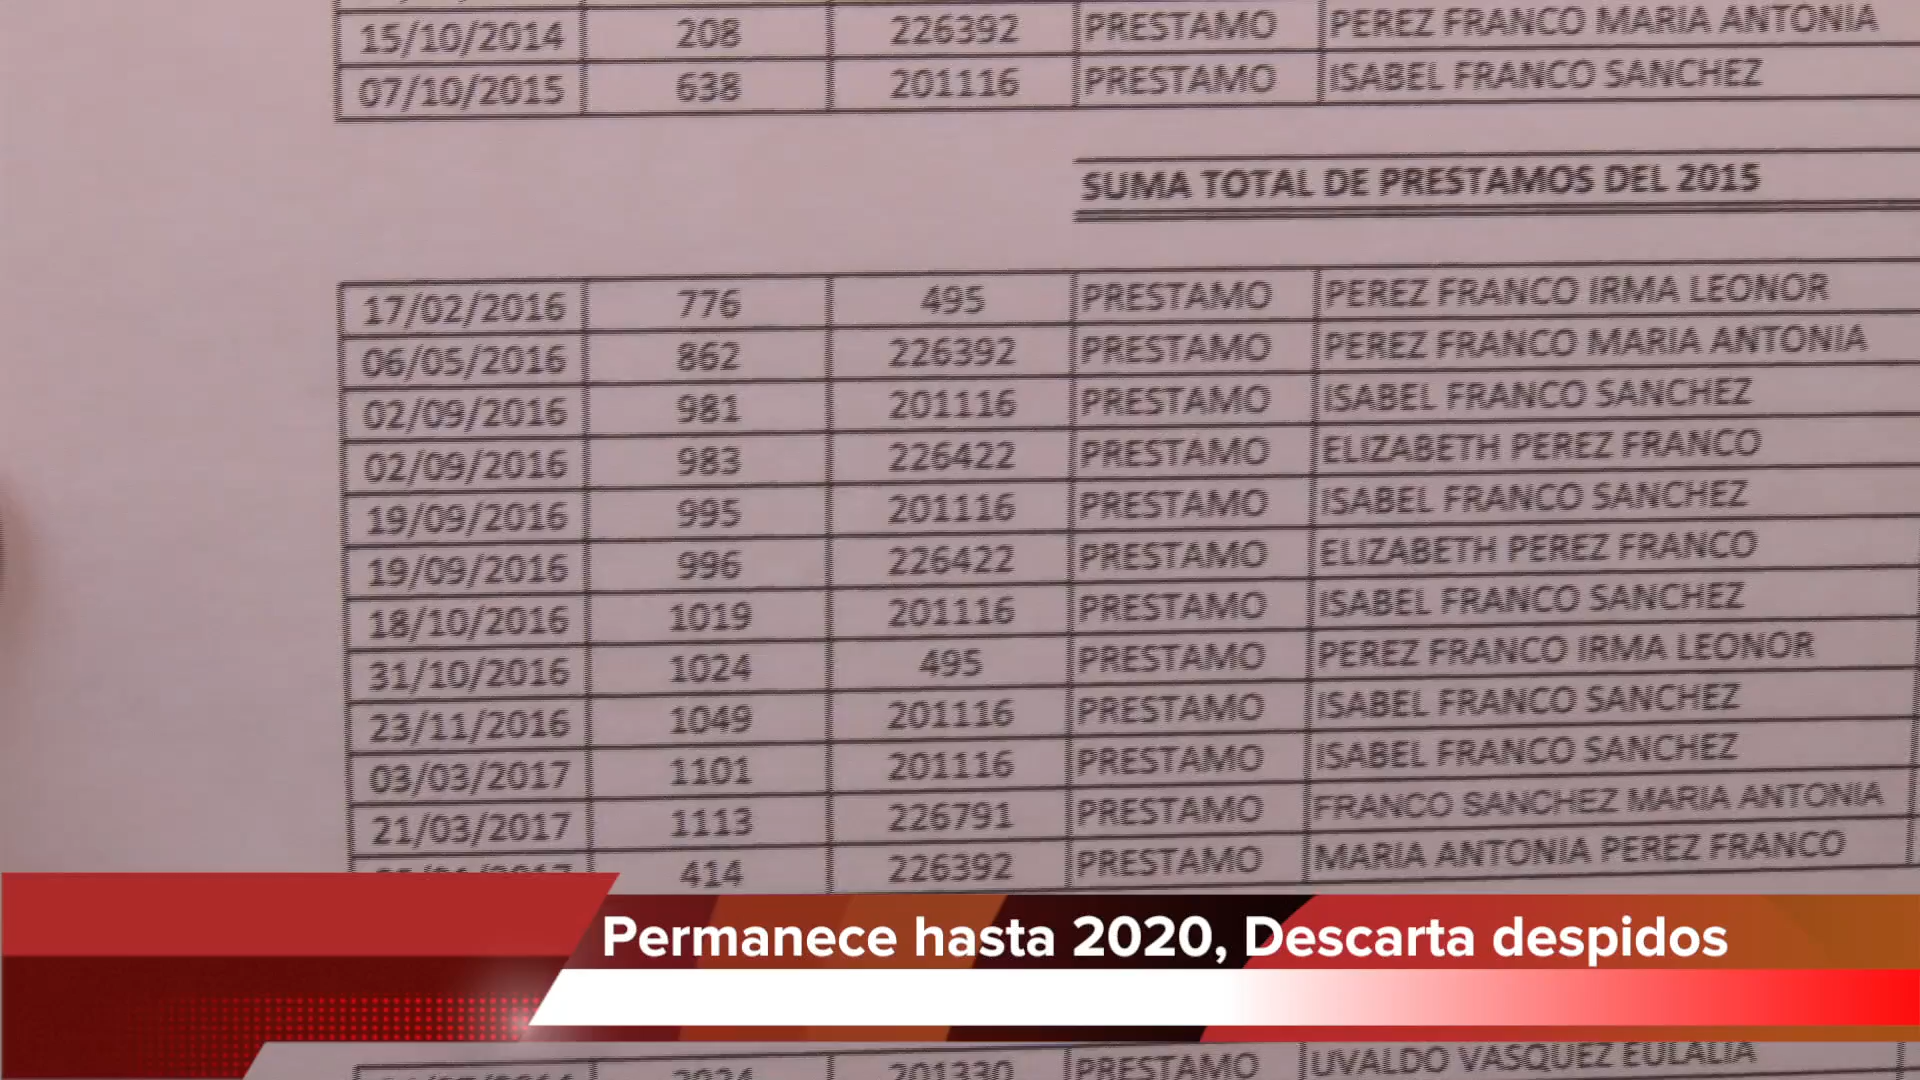 15/10/2014 208 226392 PRESTAMO PEREZ FRANCO MARIA ANTONIA
07/10/2015 638 201116 PRESTAMO ISABEL FRANCO SANCHEZ
SUMA TOTAL DE PRESTAMOS DEL 2015
17/02/2016 776 495 PRESTAMO PEREZ FRANCO IRMA LEONOR
06/05/2016 862 226392 PRESTAMO PEREZ FRANCO MARIA ANTONIA
02/09/2016 981 201116 PRESTAMO ISABEL FRANCO SANCHEZ
02/09/2016 983 226422 PRESTAMO ELIZABETH PEREZ FRANCO
19/09/2016 995 201116 PRESTAMO ISABEL FRANCO SANCHEZ
19/09/2016 996 226422 PRESTAMO ELIZABETH PEREZ FRANCO
18/10/2016 1019 201116 PRESTAMO ISABEL FRANCO SANCHEZ
31/10/2016 1024 495 PRESTAMO PEREZ FRANCO IRMA LEONOR
23/11/2016 1049 201116 PRESTAMO ISABEL FRANCO SANCHEZ
03/03/2017 1101 201116 PRESTAMO ISABEL FRANCO SANCHEZ
21/03/2017 1113 226791 PRESTAMO FRANCO SANCHEZ MARIA ANTONIA
414 226392 PRESTAMO MARIA ANTONIA PEREZ FRANCO
Permanece hasta 2020, Descarta despidos
201330 PRESTAMO UVALDO VASQUEZ EULALIA